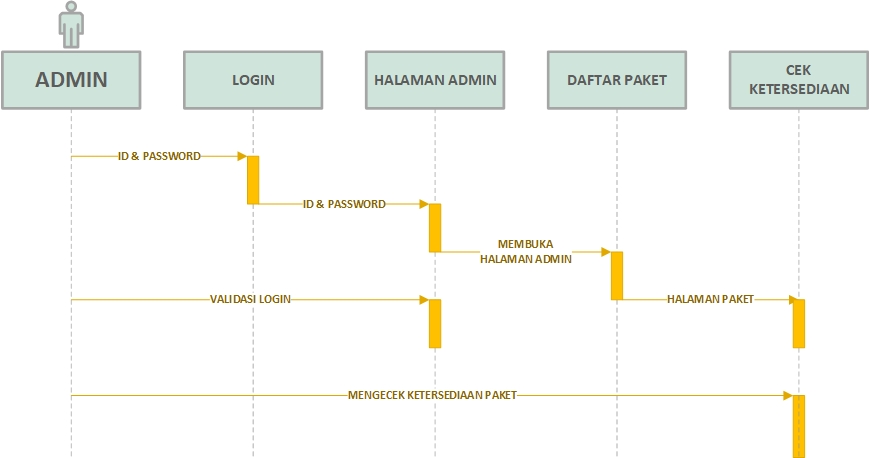 ADMIN
LOGIN
HALAMAN ADMIN
DAFTAR PAKET
CEK
KETERSEDIAAN
ID & PASSWORD
ID & PASSWORD
MEMBUKA
HALAMAN ADMIN
VALIDASI LOGIN
HALAMAN PAKET
MENGECEK KETERSEDIAAN PAKET